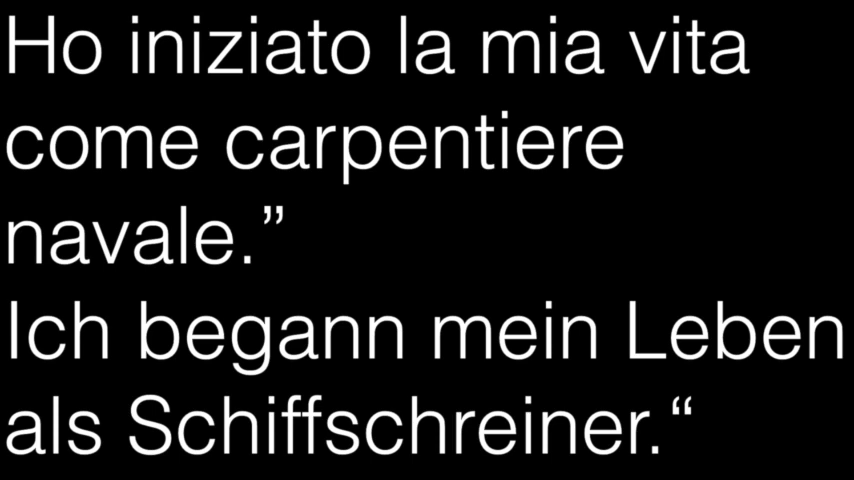 Ho iniziato la mia vita
come carpentiere
navale.”
Ich begann mein Leben
als Schiffschreiner.“